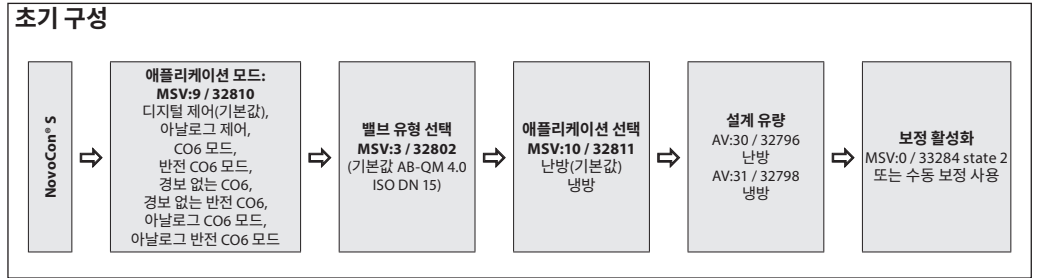 초기 구성
NovoCon® S
애플리케이션 모드:
MSV:9 / 32810
디지털 제어(기본값),
아날로그 제어,
CO6 모드,
반전 CO6 모드,
경보 없는 CO6,
경보 없는 반전 CO6,
아날로그 CO6 모드,
아날로그 반전 CO6 모드
밸브 유형 선택
MSV:3 / 32802
(기본값 AB-QM 4.0
ISO DN 15)
애플리케이션 선택
MSV:10 / 32811
난방(기본값)
냉방
설계 유량
AV:30 / 32796
난방
AV:31 / 32798
냉방
보정 활성화
MSV:0 / 33284 state 2
또는 수동 보정 사용